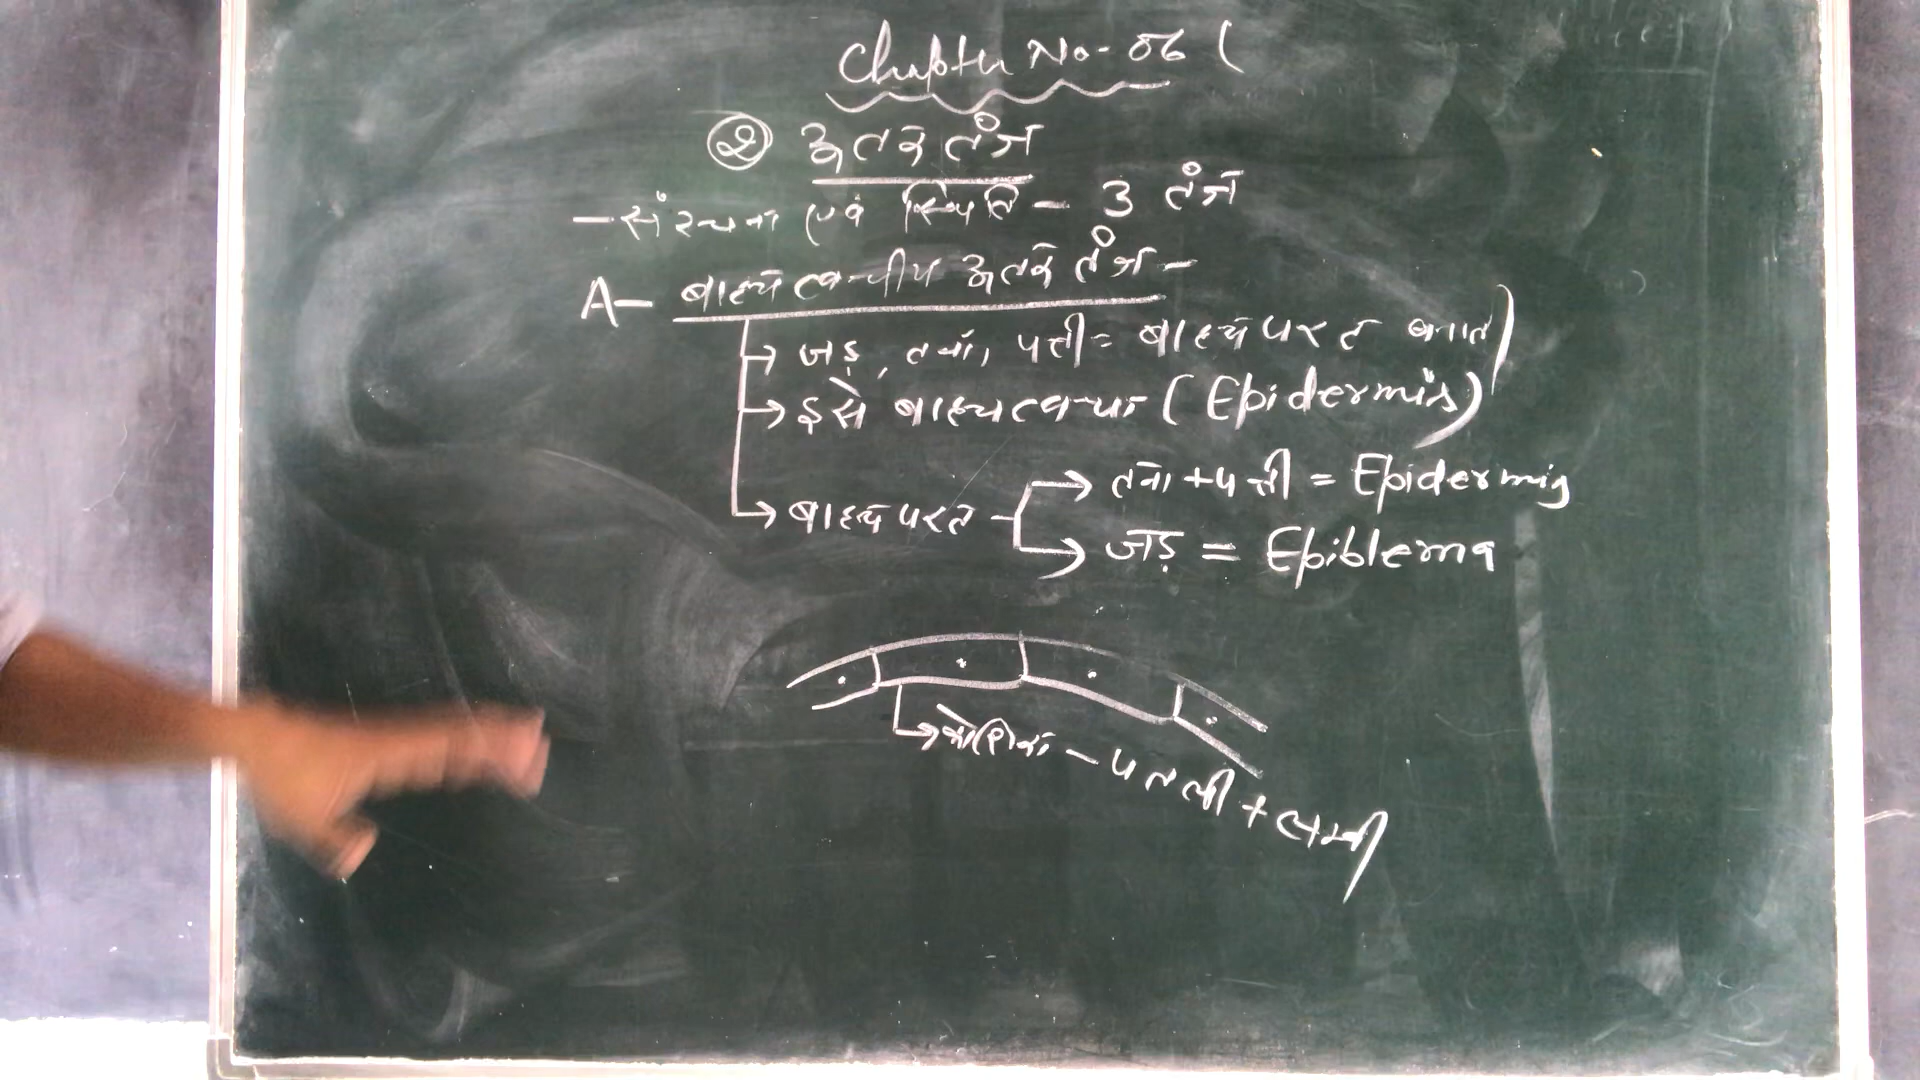 Chapter No-06 (
② ऊतक तंत्र
- संरचना एवं स्थिति - 3 तंत्र
A- बाह्यत्वचीय ऊतक तंत्र -
→ जड़, तना, पत्ती = बाह्य परत बनाते
→ इसे बाह्यत्वचा (Epidermis)
→ बाह्य परत
→ तना + पत्ती = Epidermis
→ जड़ = Epiblema
→ कोशिका - पतली + लम्बी